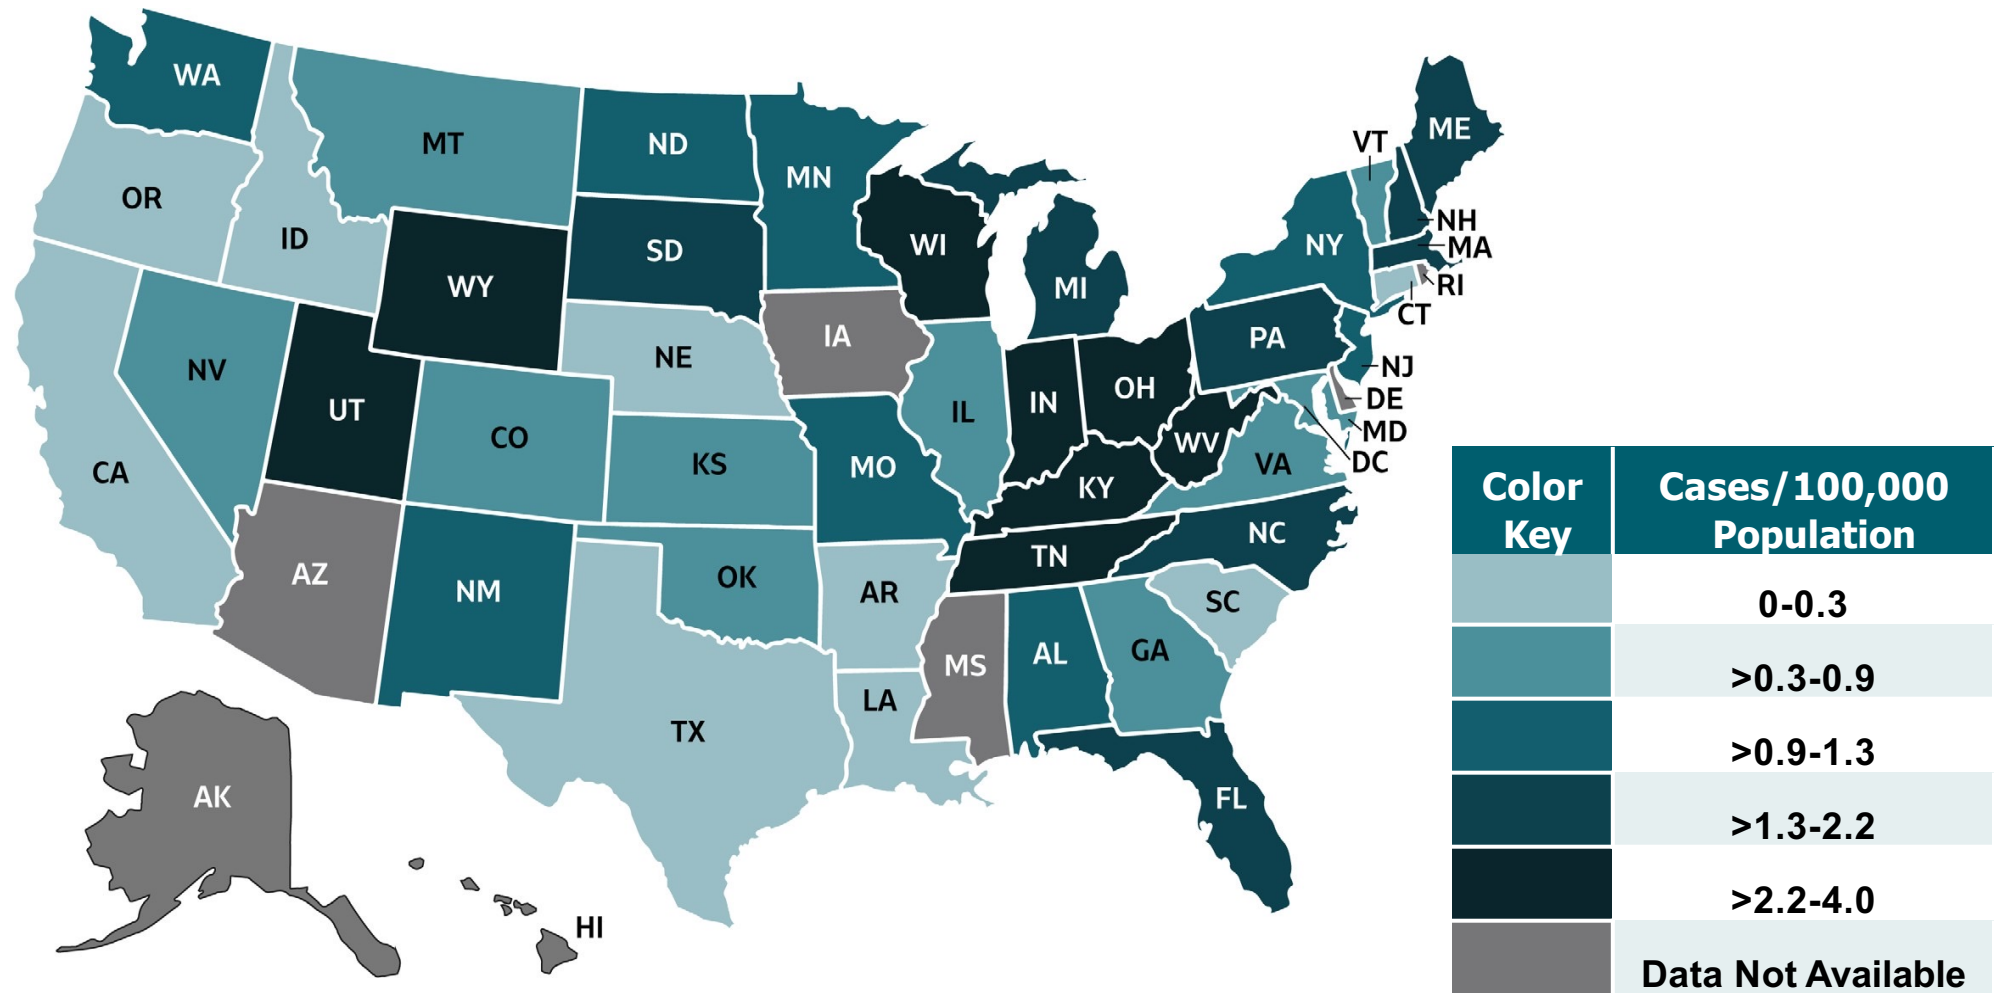 WA
MT
ND
MN
ME
VT
OR
ID
SD
WI
NY
NH
MA
WY
MI
RI
CT
IA
PA
NE
NV
NJ
UT
IN
OH
DE
CO
IL
MD
CA
KS
MO
WV
VA
DC
KY
NC
TN
AZ
NM
OK
AR
SC
MS
AL
GA
LA
TX
AK
FL
HI
Color Key
Cases/100,000 Population
0-0.3
>0.3-0.9
>0.9-1.3
>1.3-2.2
>2.2-4.0
Data Not Available